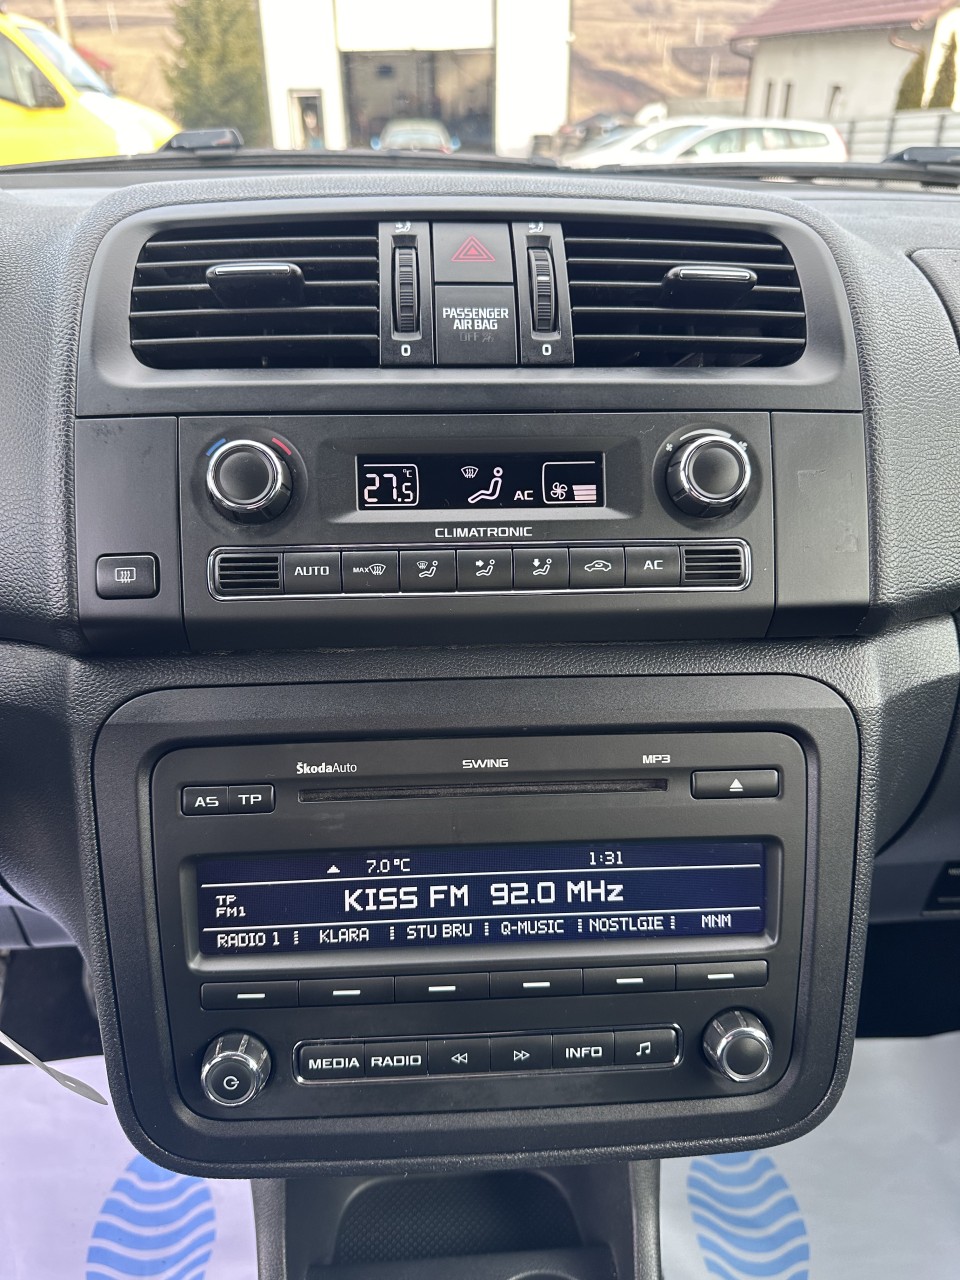 PASSENGER
AIR BAG
OFF
0
0
27.5 °C
AC
CLIMATRONIC
AUTO
MAX
AC
ŠkodaAuto
SWING
MP3
AS
TP
7.0 °C
1:31
TP
FM1
KISS FM 92.0 MHz
RADIO 1
KLARA
STU BRU
Q-MUSIC
NOSTLGIE
MNM
MEDIA
RADIO
INFO